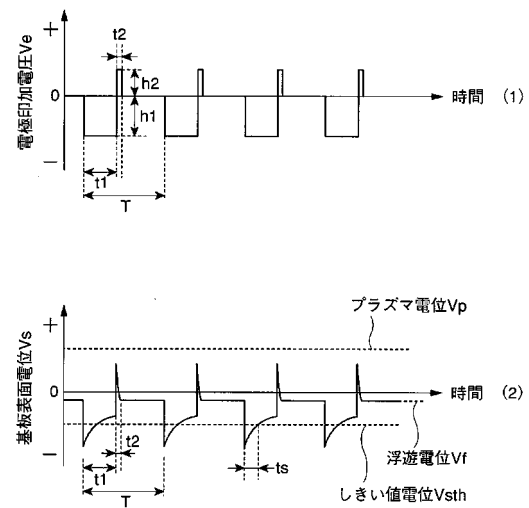 +
t2
電極印加電圧Ve
h2
0
時間 (1)
h1
−
t1
T
プラズマ電位Vp
+
基板表面電位Vs
0
時間 (2)
t2
−
t1
ts
浮遊電位Vf
T
しきい値電位Vsth